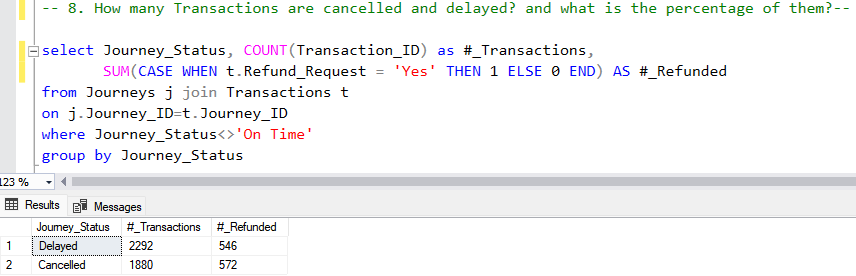 -- 8. How many Transactions are cancelled and delayed? and what is the percentage of them?--
select Journey_Status, COUNT(Transaction_ID) as #_Transactions,
SUM(CASE WHEN t.Refund_Request = 'Yes' THEN 1 ELSE 0 END) AS #_Refunded
from Journeys j join Transactions t
on j.Journey_ID=t.Journey_ID
where Journey_Status<>'On Time'
group by Journey_Status
123 %
Results Messages
Journey_Status #_Transactions #_Refunded
1 Delayed 2292 546
2 Cancelled 1880 572